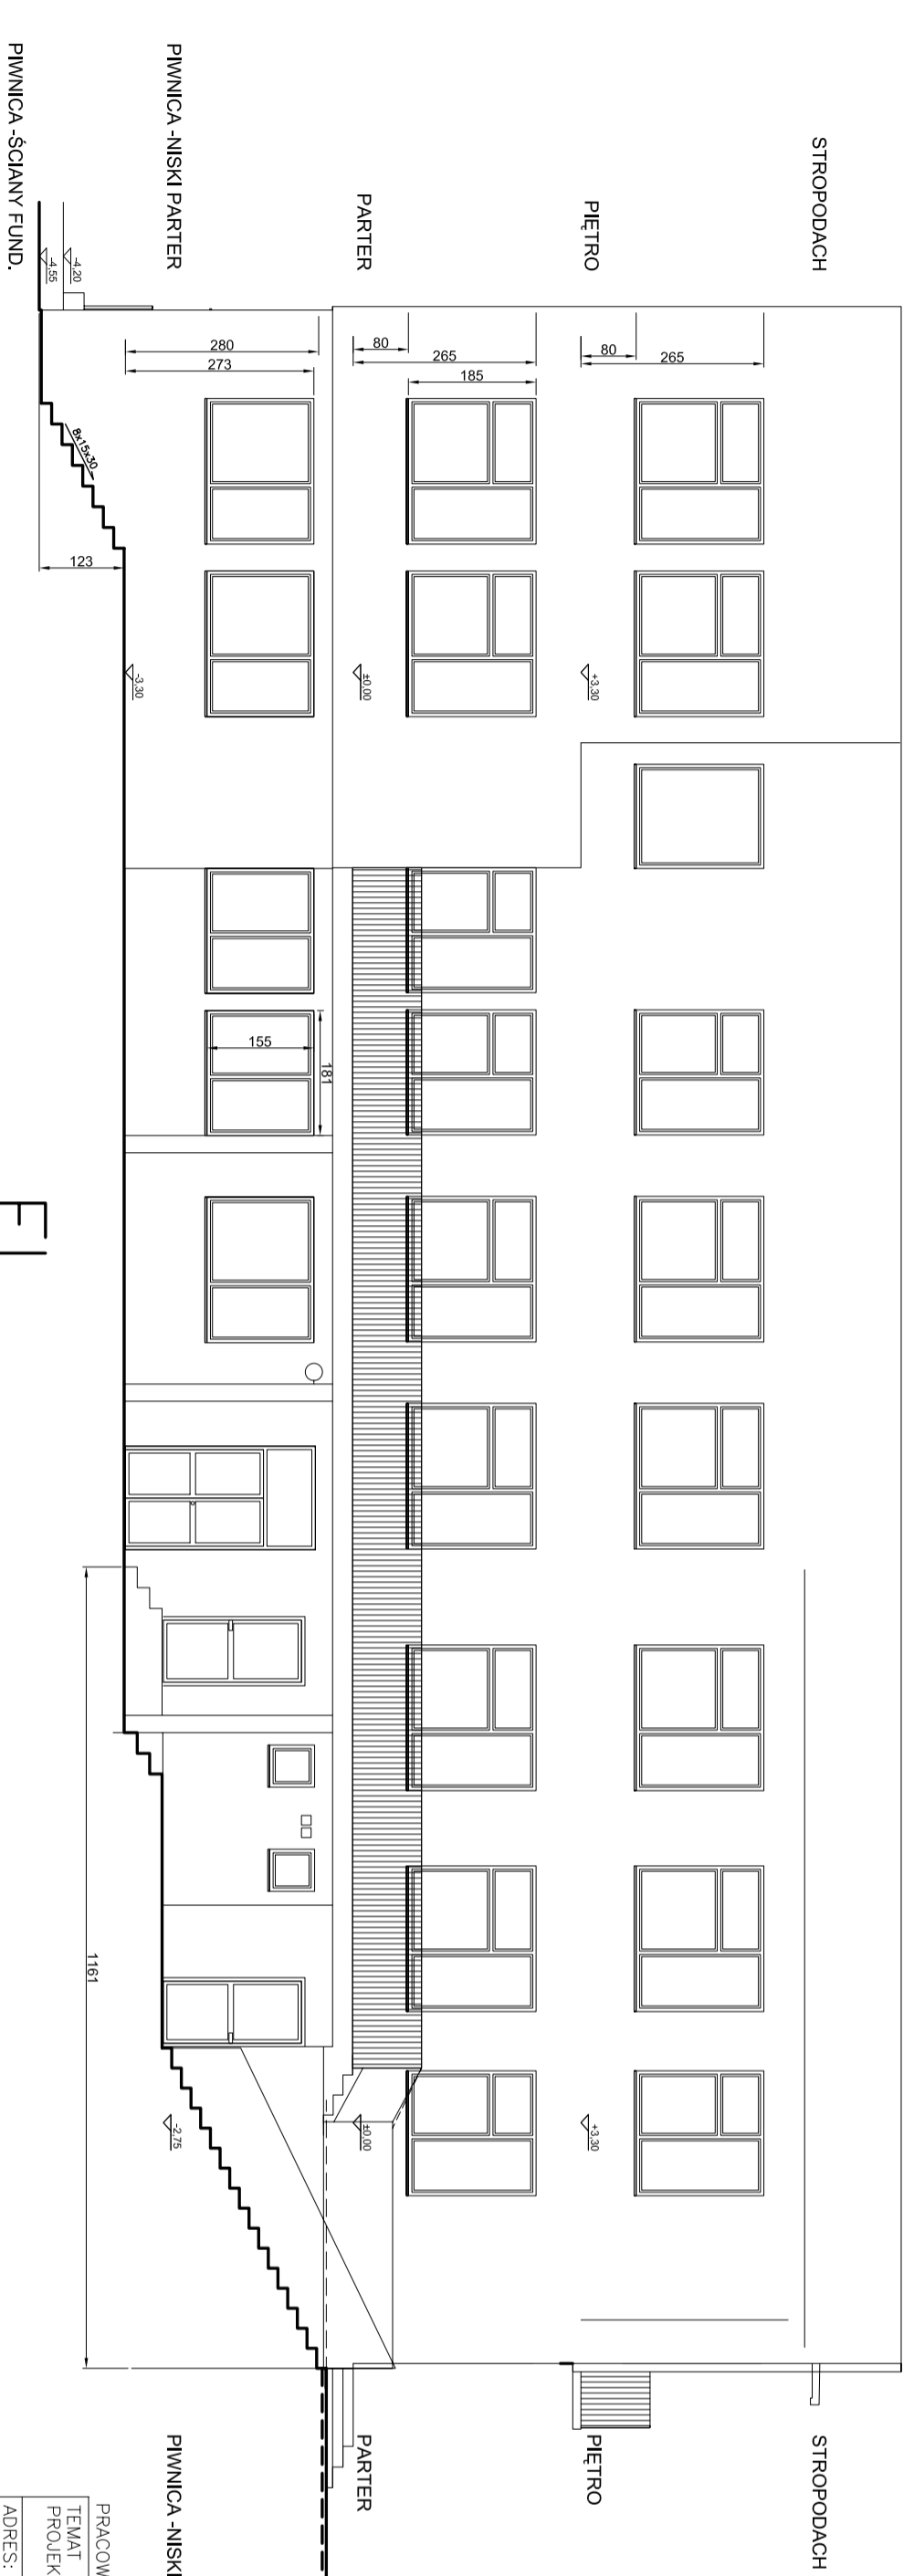 STROPODACH
PIĘTRO
PARTER
PIWNICA -NISKI PARTER
PIWNICA -ŚCIANY FUND.
265
80
265
80
185
280
273
-4,20
-4,55
8x15x30
123
+3,30
±0,00
-3,30
155
181
1161
+3,30
±0,00
-2,75
STROPODACH
PIĘTRO
PARTER
PIWNICA -NISKI
PRACOW
TEMAT
PROJEK
ADRES: